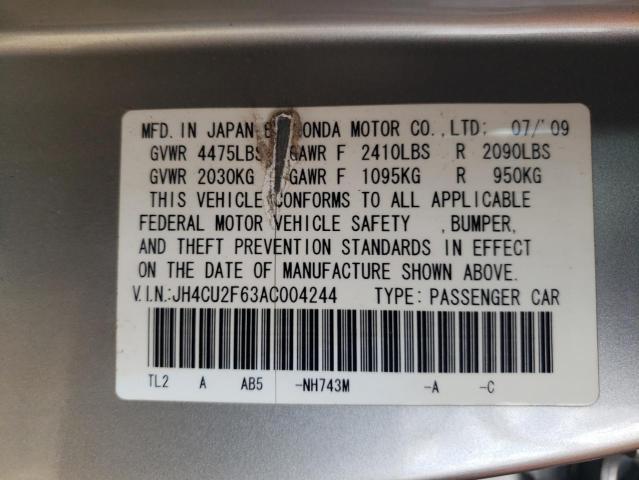 MFD. IN JAPAN B ONDA MOTOR CO., LTD: 07/'09
GVWR 4475LBS GAWR F 2410LBS R 2090LBS
GVWR 2030KG GAWR F 1095KG R 950KG
THIS VEHICLE CONFORMS TO ALL APPLICABLE
FEDERAL MOTOR VEHICLE SAFETY , BUMPER,
AND THEFT PREVENTION STANDARDS IN EFFECT
ON THE DATE OF MANUFACTURE SHOWN ABOVE.
V.I.N.:JH4CU2F63AC004244 TYPE: PASSENGER CAR
TL2 A AB5 -NH743M -A -C